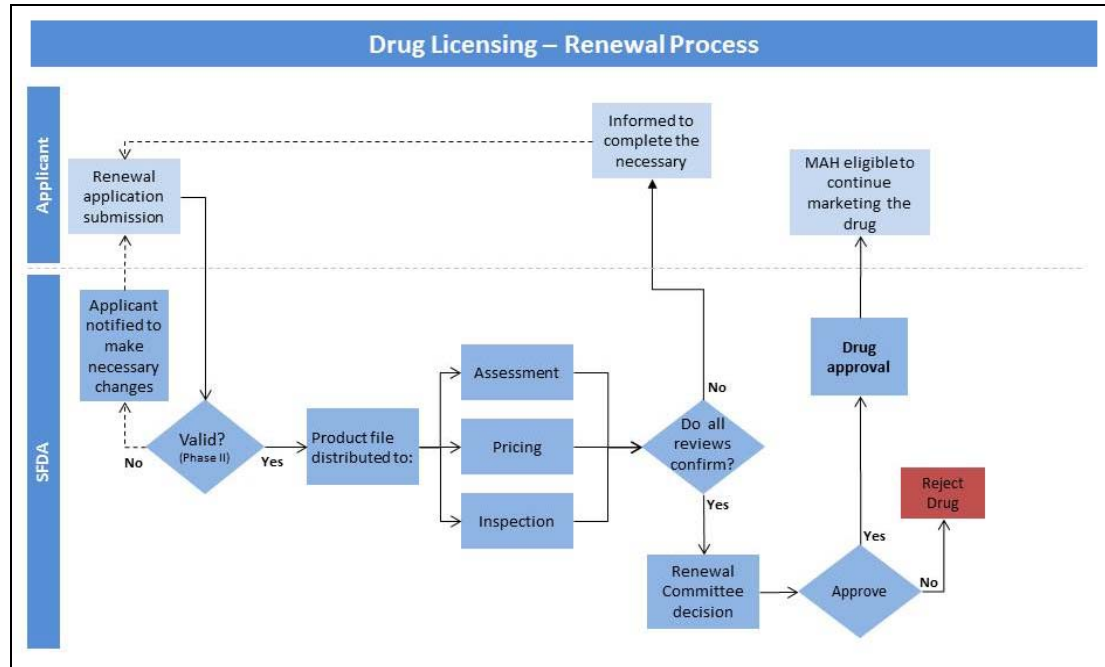 Drug Licensing – Renewal Process
Applicant
Renewal
application
submission
Informed to
complete the
necessary
MAH eligible to
continue
marketing the
drug
SFDA
Applicant
notified to
make
necessary
changes
No
Valid?
(Phase II)
Yes
Product file
distributed to:
Assessment
Pricing
Inspection
No
Do all
reviews
confirm?
Yes
Renewal
Committee
decision
Drug
approval
Yes
Approve
No
Reject
Drug